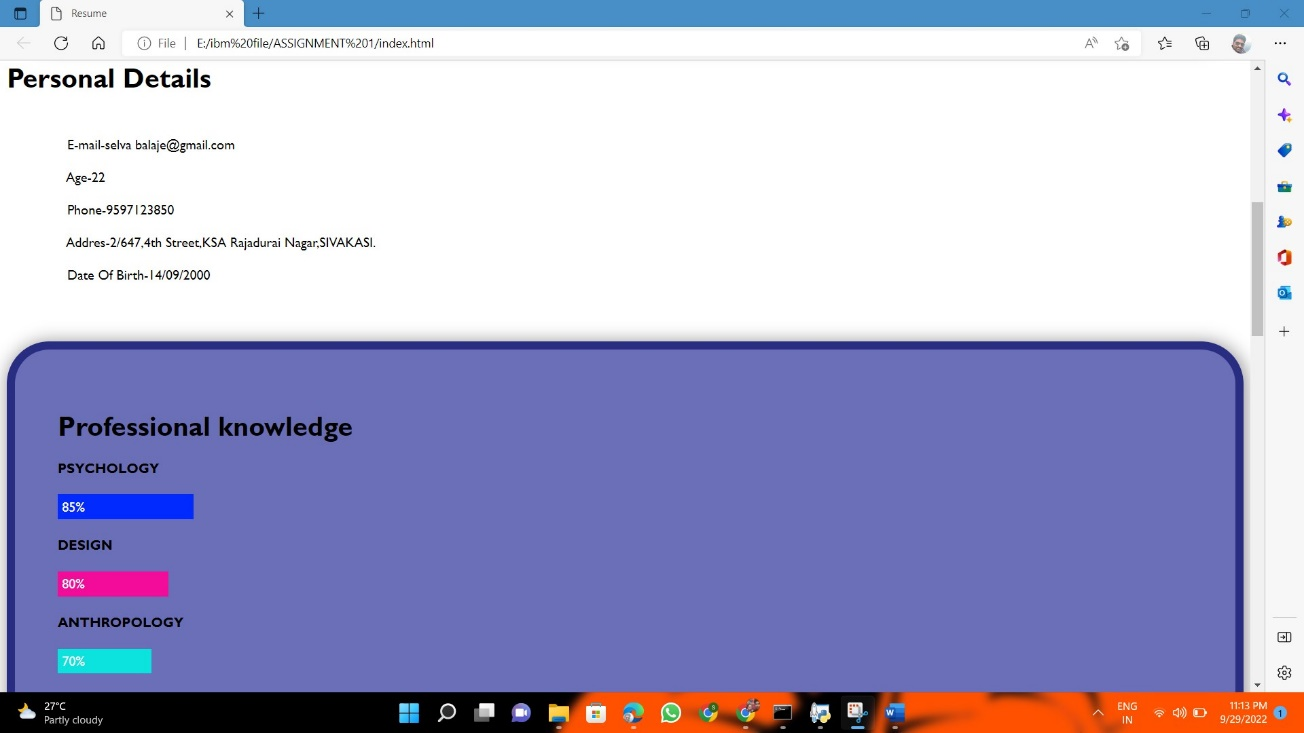 Resume
File
E:/ibm%20file/ASSIGNMENT%201/index.html
Personal Details
E-mail-selva balaje@gmail.com
Age-22
Phone-9597123850
Addres-2/647,4th Street,KSA Rajadurai Nagar,SIVAKASI.
Date Of Birth-14/09/2000
Professional knowledge
PSYCHOLOGY
85%
DESIGN
80%
ANTHROPOLOGY
70%
27°C
Partly cloudy
ENG
IN
11:13 PM
9/29/2022
1